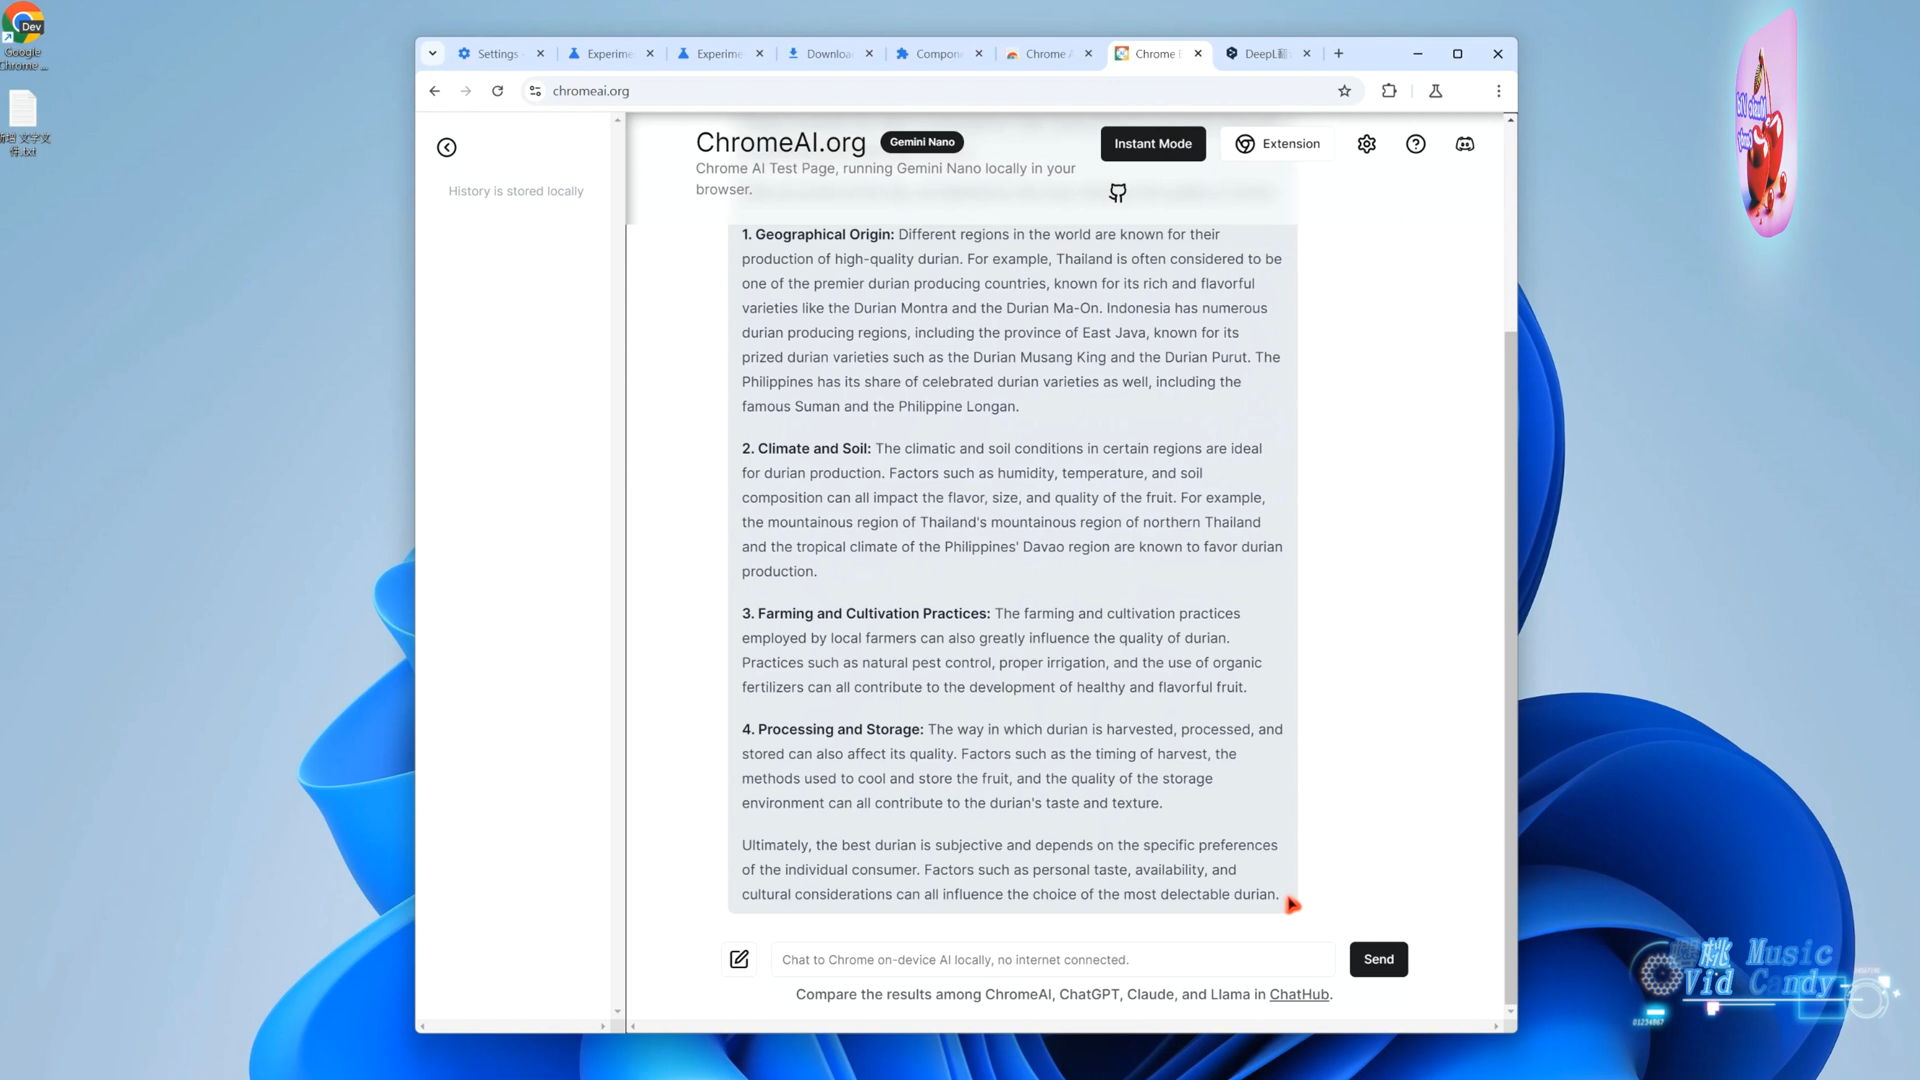 Dev
Google
Chrome ...
Settings
Experime
Experime
Downloa
Compone
Chrome A
Chrome E
DeepL翻
chromeai.org
ChromeAI.org
Gemini Nano
Instant Mode
Extension
Chrome AI Test Page, running Gemini Nano locally in your
browser.
History is stored locally
1. Geographical Origin: Different regions in the world are known for their
production of high-quality durian. For example, Thailand is often considered to be
one of the premier durian producing countries, known for its rich and flavorful
varieties like the Durian Montra and the Durian Ma-On. Indonesia has numerous
durian producing regions, including the province of East Java, known for its
prized durian varieties such as the Durian Musang King and the Durian Purut. The
Philippines has its share of celebrated durian varieties as well, including the
famous Suman and the Philippine Longan.
2. Climate and Soil: The climatic and soil conditions in certain regions are ideal
for durian production. Factors such as humidity, temperature, and soil
composition can all impact the flavor, size, and quality of the fruit. For example,
the mountainous region of Thailand's mountainous region of northern Thailand
and the tropical climate of the Philippines' Davao region are known to favor durian
production.
3. Farming and Cultivation Practices: The farming and cultivation practices
employed by local farmers can also greatly influence the quality of durian.
Practices such as natural pest control, proper irrigation, and the use of organic
fertilizers can all contribute to the development of healthy and flavorful fruit.
4. Processing and Storage: The way in which durian is harvested, processed, and
stored can also affect its quality. Factors such as the timing of harvest, the
methods used to cool and store the fruit, and the quality of the storage
environment can all contribute to the durian's taste and texture.
Ultimately, the best durian is subjective and depends on the specific preferences
of the individual consumer. Factors such as personal taste, availability, and
cultural considerations can all influence the choice of the most delectable durian.
Chat to Chrome on-device AI locally, no internet connected.
Send
Compare the results among ChromeAI, ChatGPT, Claude, and Llama in ChatHub.
櫻桃 Music
Vid Candy